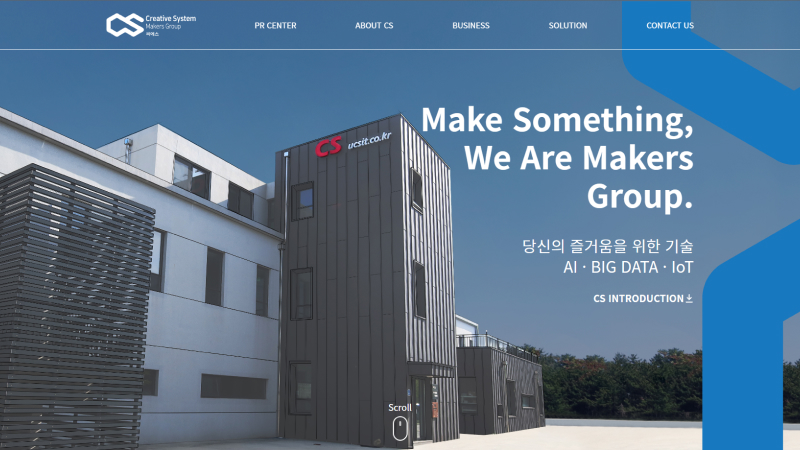 Creative System
Makers Group
씨에스
PR CENTER
ABOUT CS
BUSINESS
SOLUTION
CONTACT US
CS ucsit.co.kr
Make Something,
We Are Makers
Group.
당신의 즐거움을 위한 기술
AI · BIG DATA · IoT
CS INTRODUCTION
Scroll